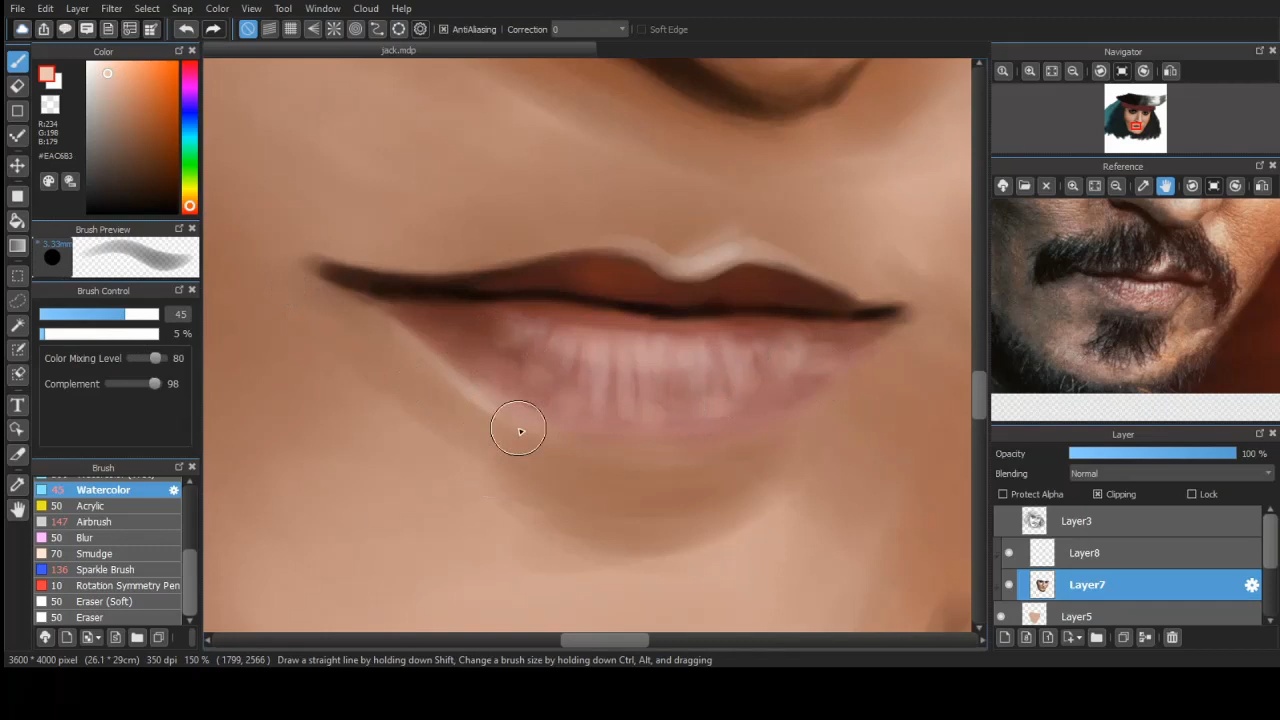 File Edit Layer Filter Select Snap Color View Tool Window Cloud Help
AntiAliasing Correction 0 Soft Edge
Color
jack.mdp
Navigator
R:234
G:198
B:179
#EAC6B3
Reference
Brush Preview
* 3.33mm
Brush Control
45
5 %
Color Mixing Level 80
Complement 98
Brush
45 Watercolor
50 Acrylic
147 Airbrush
50 Blur
70 Smudge
136 Sparkle Brush
10 Rotation Symmetry Pen
50 Eraser (Soft)
50 Eraser
Layer
Opacity 100 %
Blending Normal
Protect Alpha Clipping Lock
Layer3
Layer8
Layer7
Layer5
3600 * 4000 pixel (26.1 * 29cm) 350 dpi 150 % ( 1799, 2566 ) Draw a straight line by holding down Shift, Change a brush size by holding down Ctrl, Alt, and dragging